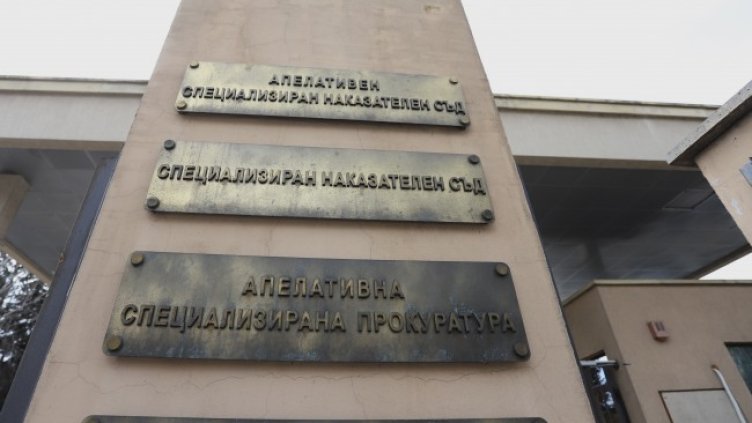 АПЕЛАТИВЕН
СПЕЦИАЛИЗИРАН НАКАЗАТЕЛЕН СЪД
СПЕЦИАЛИЗИРАН НАКАЗАТЕЛЕН СЪД
АПЕЛАТИВНА
СПЕЦИАЛИЗИРАНА ПРОКУРАТУРА